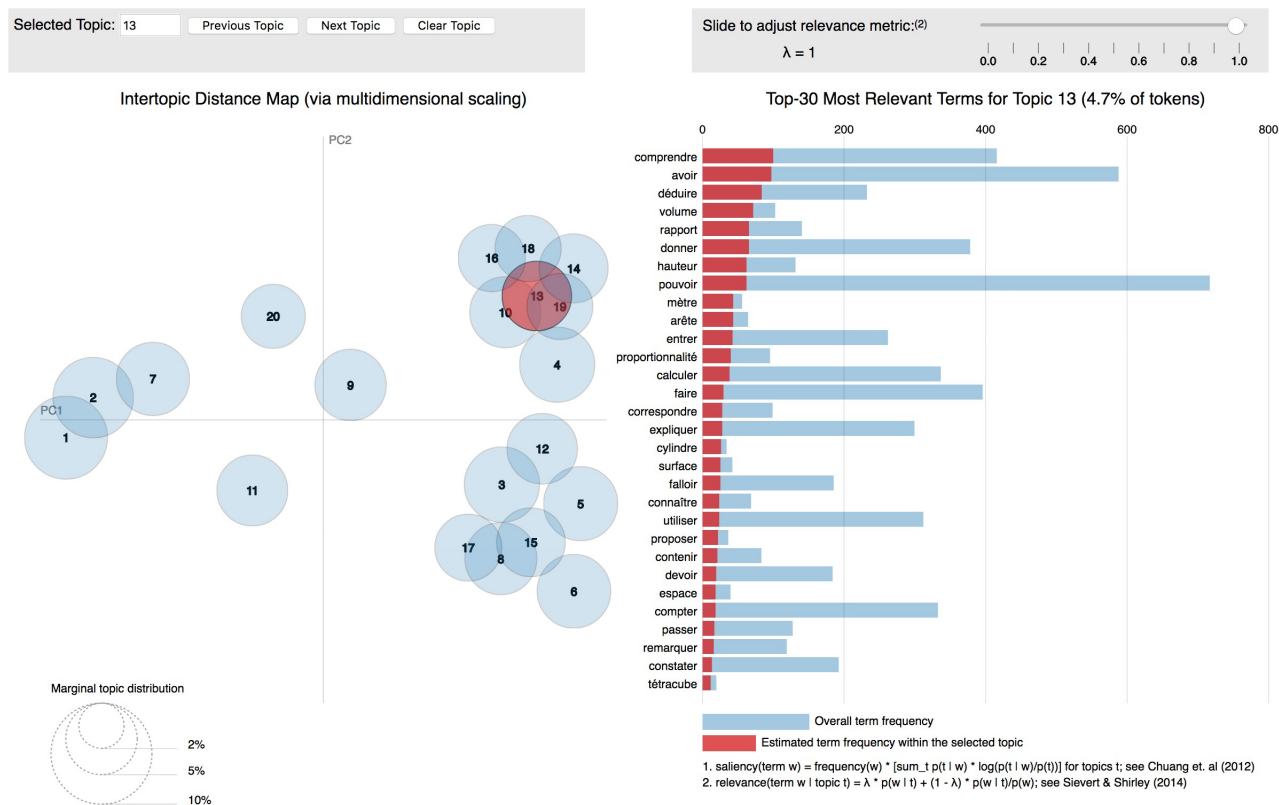 Selected Topic: 13 Previous Topic Next Topic Clear Topic
Slide to adjust relevance metric:(2)
λ = 1
0.0 0.2 0.4 0.6 0.8 1.0
Intertopic Distance Map (via multidimensional scaling)
PC2
PC1
16
18
14
13
19
10
20
4
7
9
2
1
12
3
11
5
17
15
8
6
Marginal topic distribution
2%
5%
10%
Top-30 Most Relevant Terms for Topic 13 (4.7% of tokens)
0 200 400 600 800
comprendre
avoir
déduire
volume
rapport
donner
hauteur
pouvoir
mètre
arête
entrer
proportionnalité
calculer
faire
correspondre
expliquer
cylindre
surface
falloir
connaître
utiliser
proposer
contenir
devoir
espace
compter
passer
remarquer
constater
tétracube
Overall term frequency
Estimated term frequency within the selected topic
1. saliency(term w) = frequency(w) * [sum_t p(t | w) * log(p(t | w)/p(t))] for topics t; see Chuang et. al (2012)
2. relevance(term w | topic t) = λ * p(w | t) + (1 - λ) * p(w | t)/p(w); see Sievert & Shirley (2014)